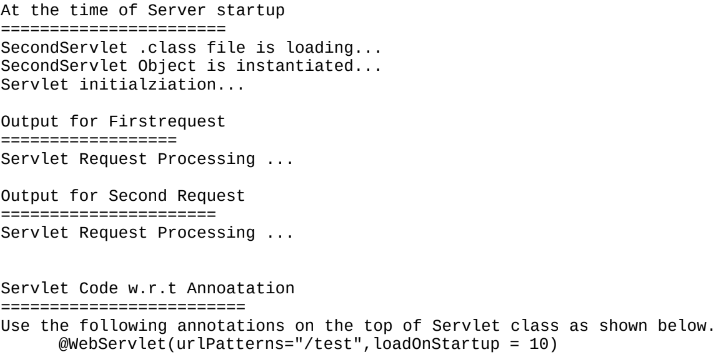 At the time of Server startup
=======================
SecondServlet .class file is loading...
SecondServlet Object is instantiated...
Servlet initialziation...
Output for Firstrequest
==================
Servlet Request Processing ...
Output for Second Request
======================
Servlet Request Processing ...
Servlet Code w.r.t Annoatation
=========================
Use the following annotations on the top of Servlet class as shown below.
@WebServlet(urlPatterns="/test",loadOnStartup = 10)